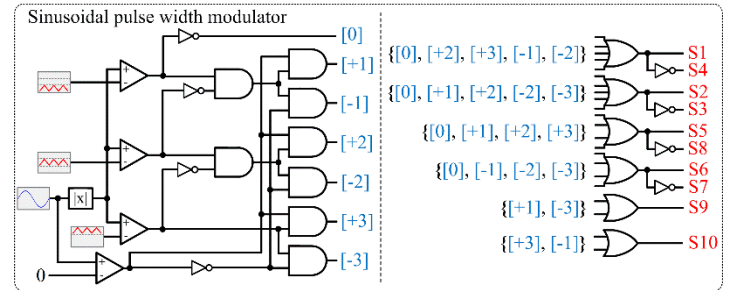 Sinusoidal pulse width modulator
[0]
[+1]
[-1]
[+2]
[-2]
[+3]
[-3]
+
-
+
-
|x|
+
-
0
+
-
{[0], [+2], [+3], [-1], [-2]}
S1
S4
{[0], [+1], [+2], [-2], [-3]}
S2
S3
{[0], [+1], [+2], [+3]}
S5
S8
{[0], [-1], [-2], [-3]}
S6
S7
{[+1], [-3]}
S9
{[+3], [-1]}
S10